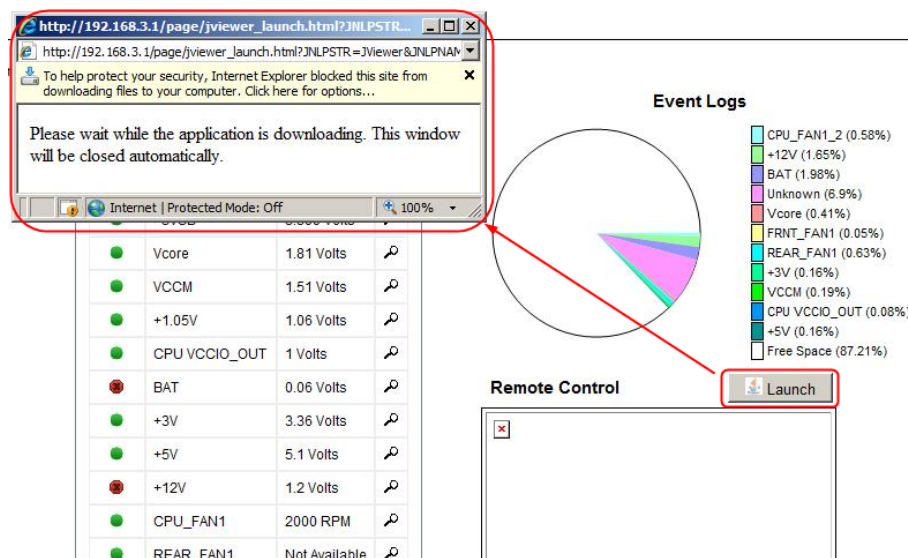 http://192.168.3.1/page/jviewer_launch.html?JNLPSTR...
http://192.168.3.1/page/jviewer_launch.html?JNLPSTR=JViewer&JNLPNAM
To help protect your security, Internet Explorer blocked this site from
downloading files to your computer. Click here for options...
Please wait while the application is downloading. This window
will be closed automatically.
Internet | Protected Mode: Off
100%
Vcore 1.81 Volts
VCCM 1.51 Volts
+1.05V 1.06 Volts
CPU VCCIO_OUT 1 Volts
BAT 0.06 Volts
+3V 3.36 Volts
+5V 5.1 Volts
+12V 1.2 Volts
CPU_FAN1 2000 RPM
REAR_FAN1 Not Available
Event Logs
CPU_FAN1_2 (0.58%)
+12V (1.65%)
BAT (1.98%)
Unknown (6.9%)
Vcore (0.41%)
FRNT_FAN1 (0.05%)
REAR_FAN1 (0.63%)
+3V (0.16%)
VCCM (0.19%)
CPU VCCIO_OUT (0.08%)
+5V (0.16%)
Free Space (87.21%)
Remote Control
Launch